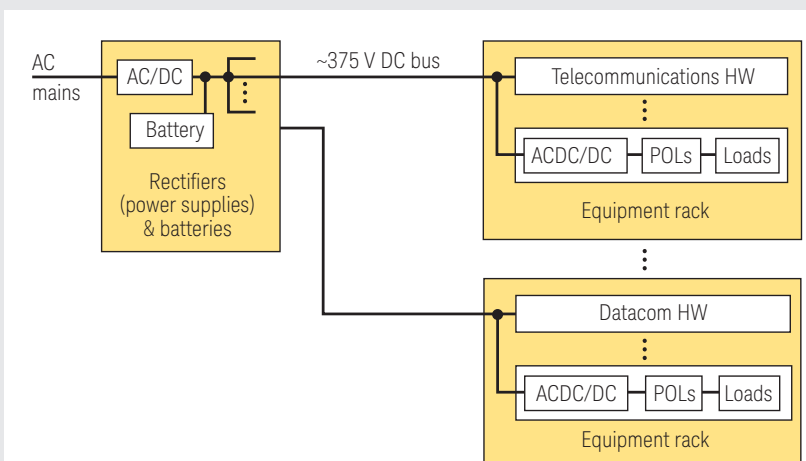 AC
mains
AC/DC
Battery
Rectifiers
(power supplies)
& batteries
~375 V DC bus
Telecommunications HW
ACDC/DC POLs Loads
Equipment rack
Datacom HW
ACDC/DC POLs Loads
Equipment rack